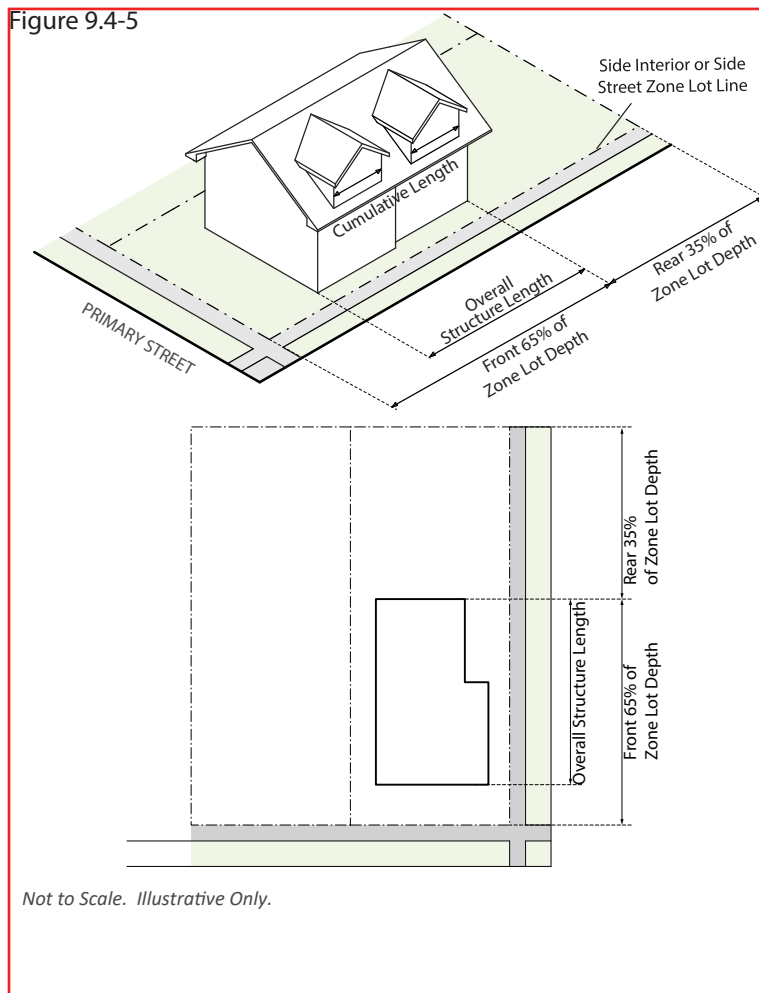 Figure 9.4-5
Side Interior or Side
Street Zone Lot Line
Cumulative Length
PRIMARY STREET
Overall
Structure Length
Rear 35% of
Zone Lot Depth
Front 65% of
Zone Lot Depth
Rear 35%
of Zone Lot Depth
Overall Structure Length
Front 65% of
Zone Lot Depth
Not to Scale.  Illustrative Only.